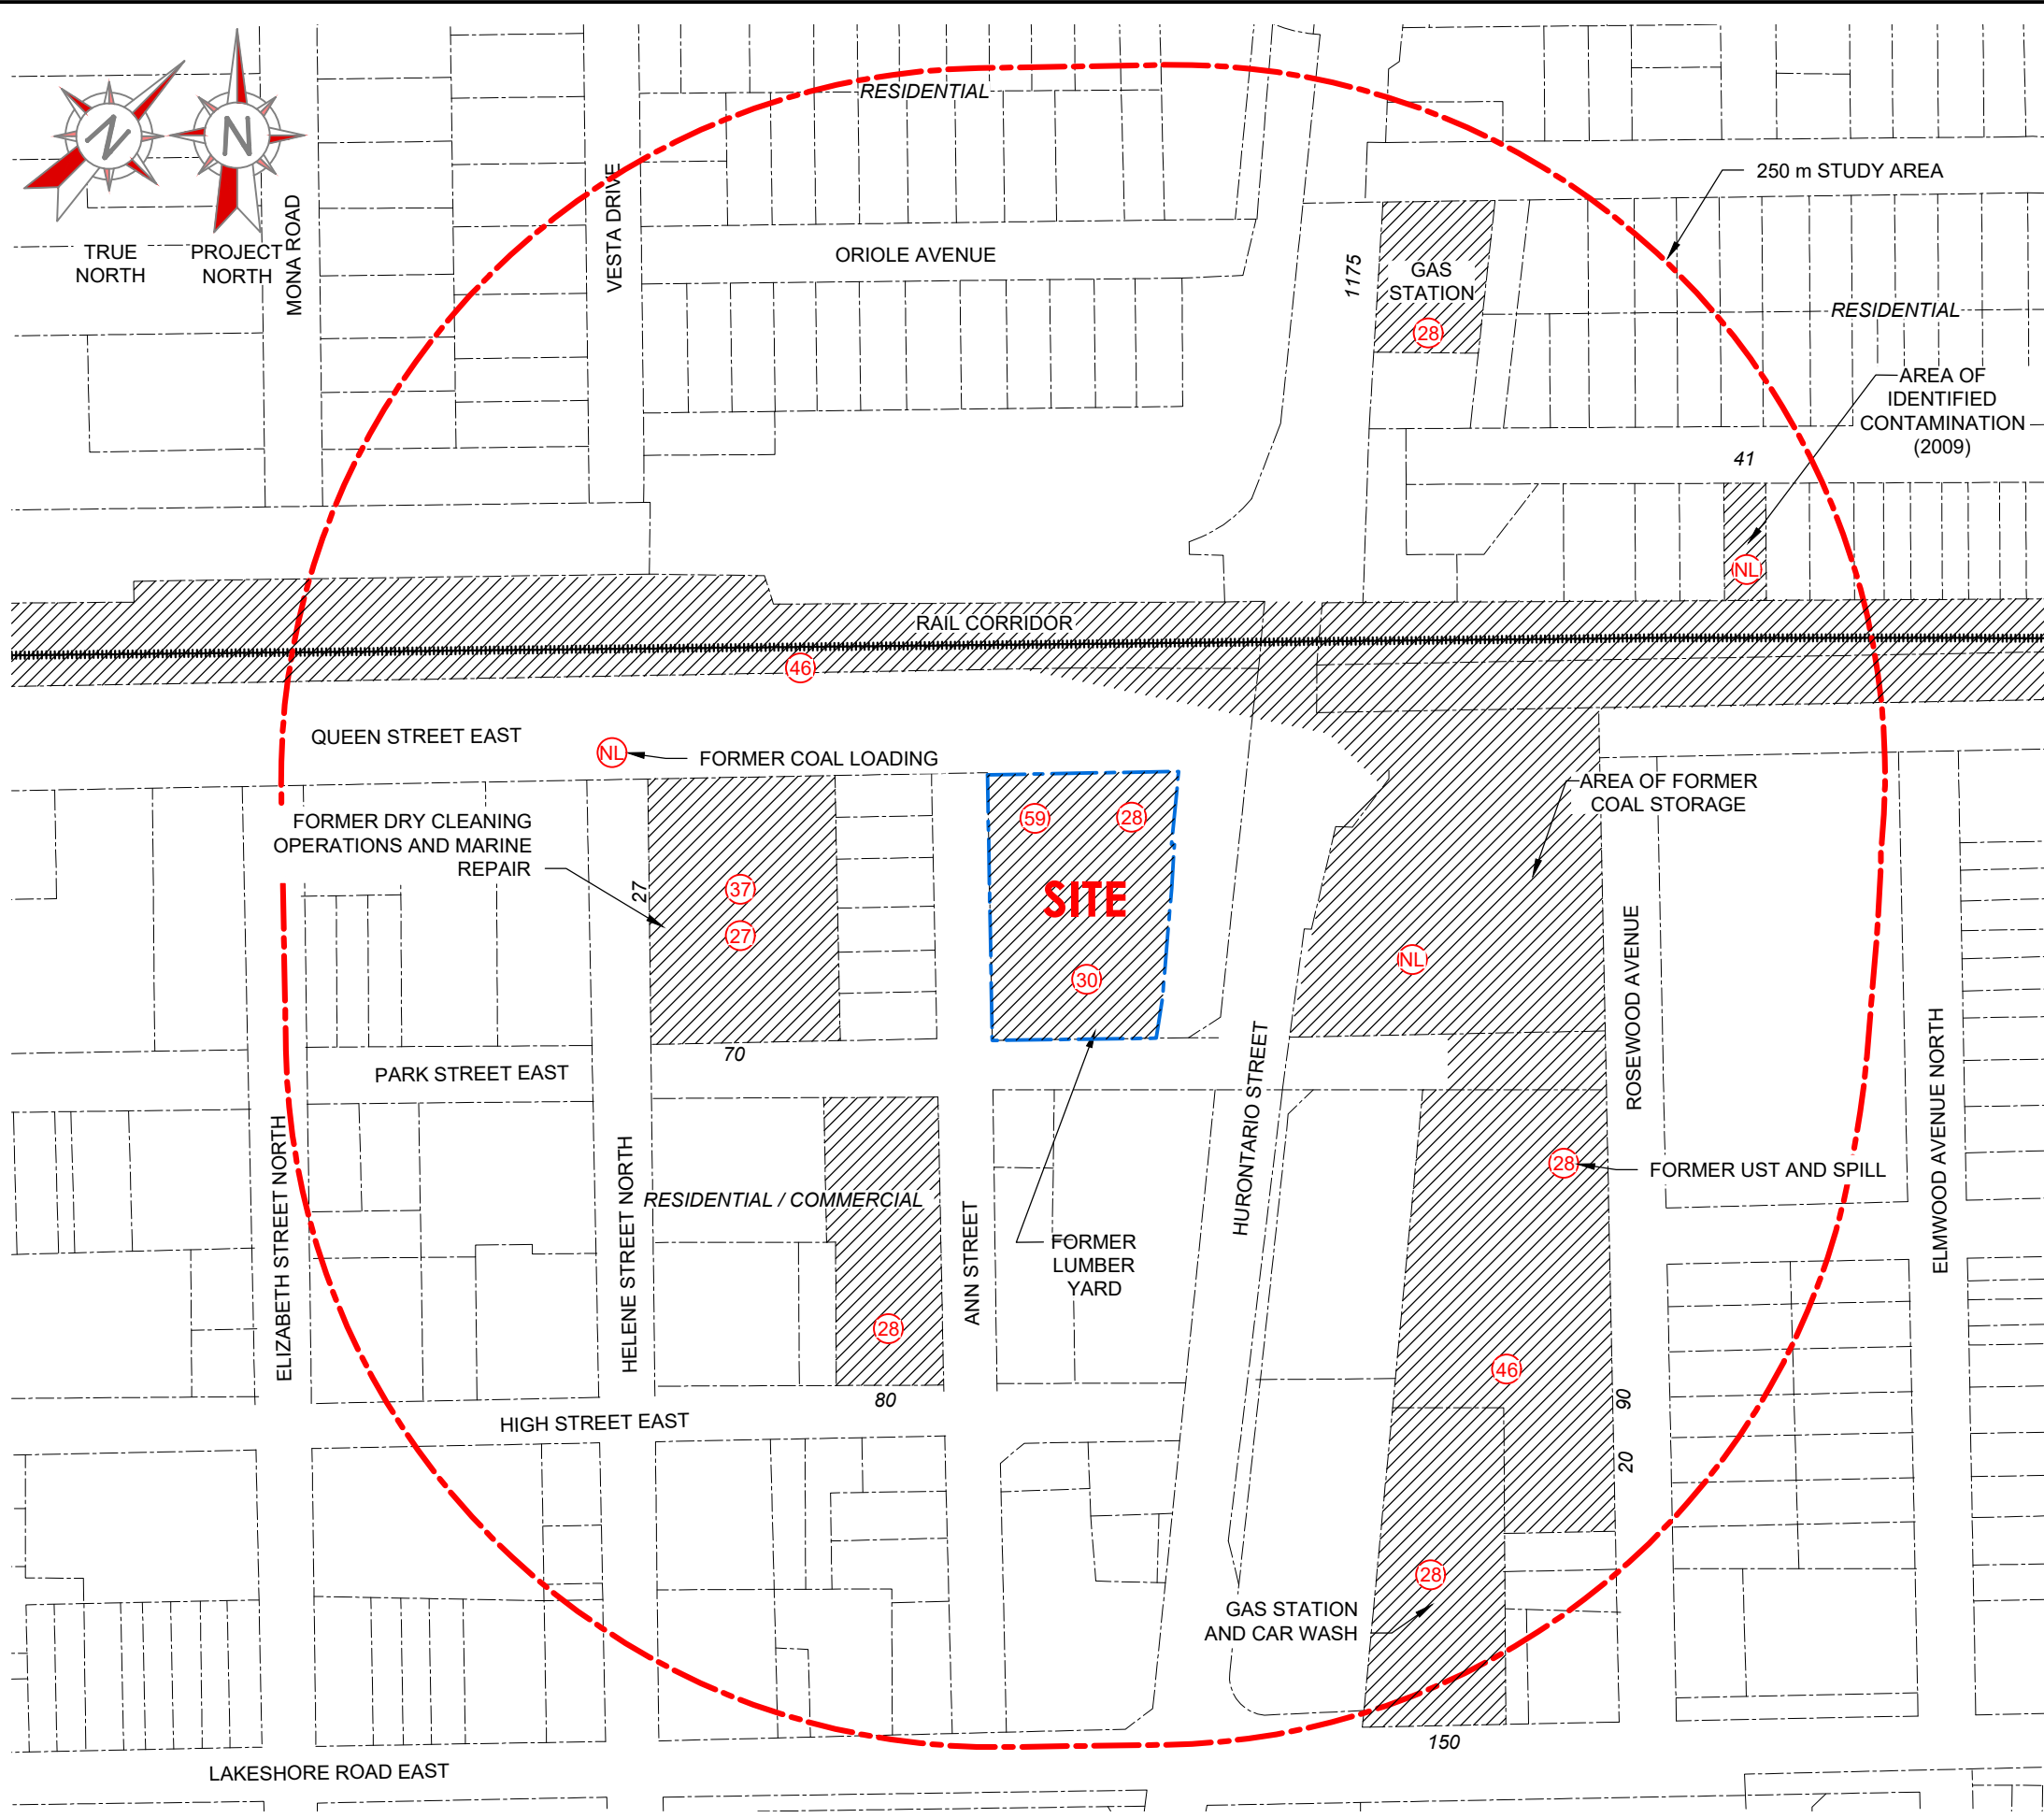 RESIDENTIAL
250 m STUDY AREA
N
N
TRUE
NORTH
PROJECT
NORTH
MONA ROAD
VESTA DRIVE
ORIOLE AVENUE
1175
GAS
STATION
28
RESIDENTIAL
AREA OF
IDENTIFIED
CONTAMINATION
(2009)
41
NL
RAIL CORRIDOR
46
QUEEN STREET EAST
NL
FORMER COAL LOADING
FORMER DRY CLEANING
OPERATIONS AND MARINE
REPAIR
27
37
27
70
59
28
SITE
30
AREA OF FORMER
COAL STORAGE
NL
ROSEWOOD AVENUE
ELMWOOD AVENUE NORTH
PARK STREET EAST
HURONTARIO STREET
ELIZABETH STREET NORTH
HELENE STREET NORTH
RESIDENTIAL / COMMERCIAL
ANN STREET
FORMER
LUMBER
YARD
28
FORMER UST AND SPILL
28
80
46
90
20
HIGH STREET EAST
28
GAS STATION
AND CAR WASH
150
LAKESHORE ROAD EAST